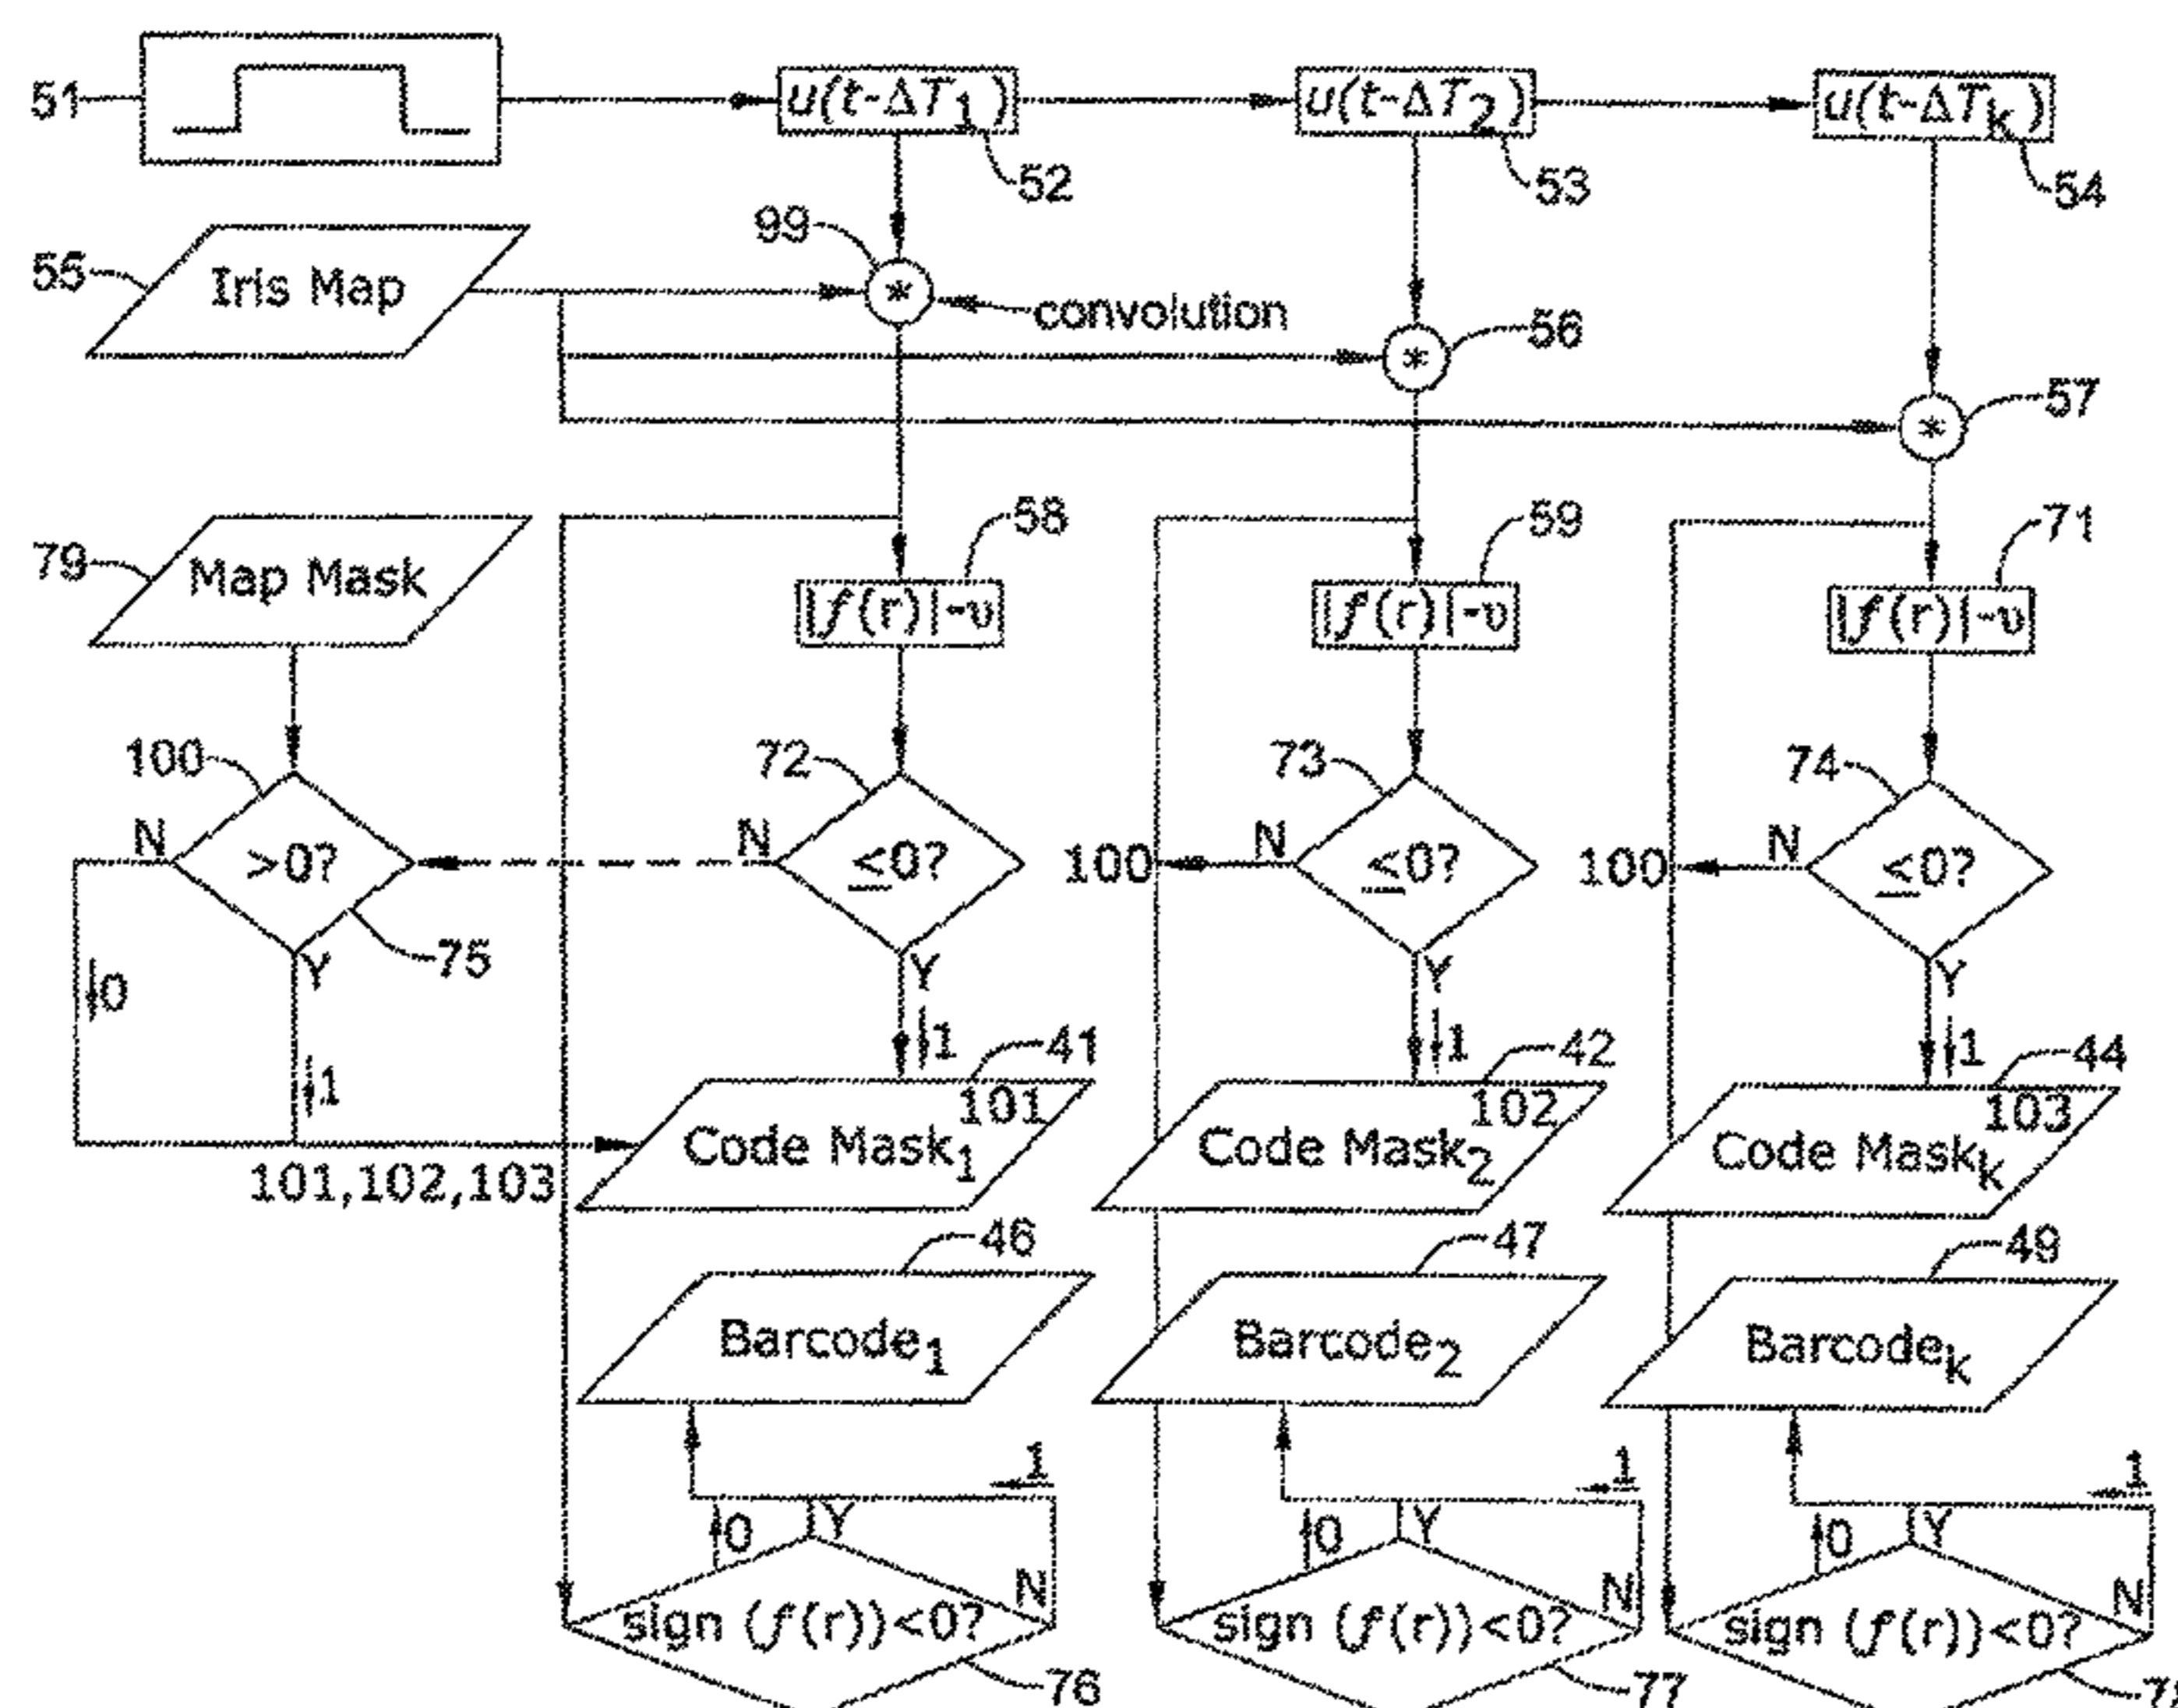 51
u(t-ΔT1)
u(t-ΔT2)
u(t-ΔTk)
52
53
54
99
55
Iris Map
*
convolution
*
56
*
57
79
Map Mask
58
59
71
|f(r)|-υ
|f(r)|-υ
|f(r)|-υ
100
72
73
74
N
>0?
N
≤0?
100
N
≤0?
100
N
≤0?
75
Y
Y
Y
Y
0
1
1
1
1
41
42
44
101
102
103
Code Mask1
Code Mask2
Code Maskk
101,102,103
46
47
49
Barcode1
Barcode2
Barcodek
1
1
1
0
Y
0
Y
0
Y
N
N
N
sign (f(r))<0?
sign (f(r))<0?
sign (f(r))<0?
76
77